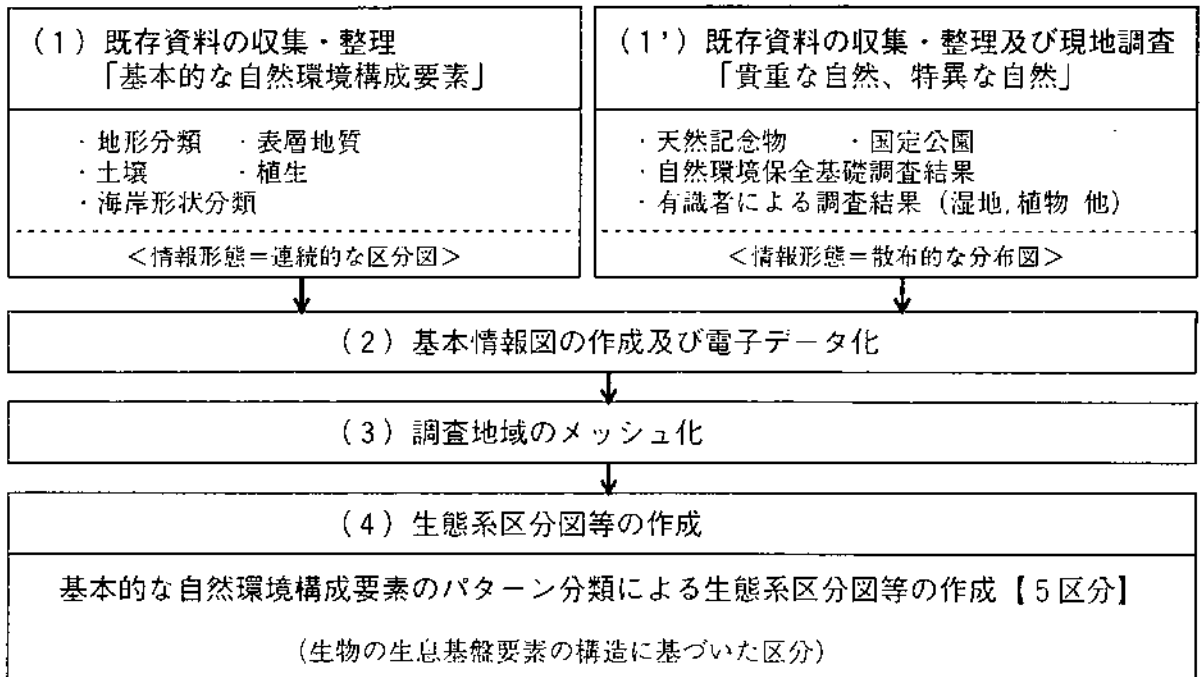 (1) 既存資料の収集・整理
「基本的な自然環境構成要素」
・地形分類 ・表層地質
・土壌 ・植生
・海岸形状分類
<情報形態=連続的な区分図>
(1') 既存資料の収集・整理及び現地調査
「貴重な自然、特異な自然」
・天然記念物 ・国定公園
・自然環境保全基礎調査結果
・有識者による調査結果 (湿地,植物 他)
<情報形態=散布的な分布図>
(2) 基本情報図の作成及び電子データ化
(3) 調査地域のメッシュ化
(4) 生態系区分図等の作成
基本的な自然環境構成要素のパターン分類による生態系区分図等の作成【5区分】
(生物の生息基盤要素の構造に基づいた区分)